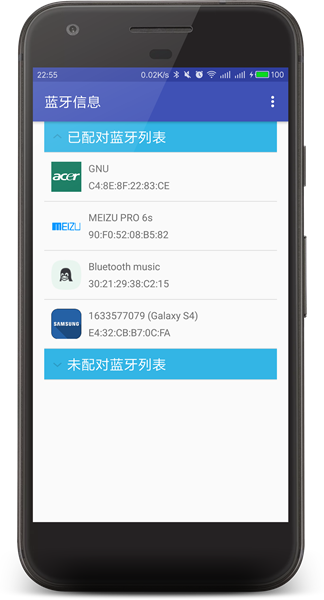 22:55 0.02K/s 100
蓝牙信息
已配对蓝牙列表
acer
GNU
C4:8E:8F:22:83:CE
MEIZU
MEIZU PRO 6s
90:F0:52:08:B5:82
Bluetooth music
30:21:29:38:C2:15
SAMSUNG
1633577079 (Galaxy S4)
E4:32:CB:B7:0C:FA
未配对蓝牙列表